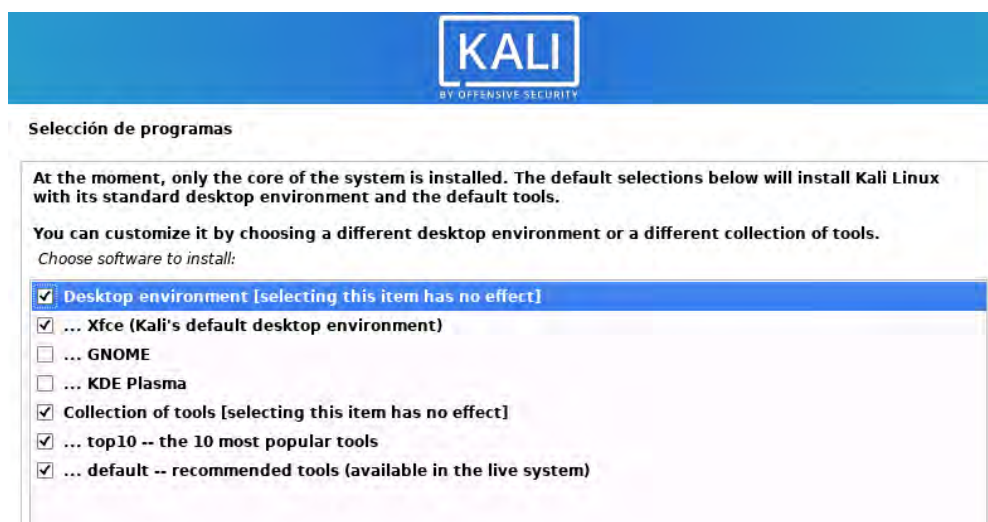 KALI
BY OFFENSIVE SECURITY
Selección de programas
At the moment, only the core of the system is installed. The default selections below will install Kali Linux
with its standard desktop environment and the default tools.
You can customize it by choosing a different desktop environment or a different collection of tools.
Choose software to install:
Desktop environment [selecting this item has no effect]
... Xfce (Kali's default desktop environment)
... GNOME
... KDE Plasma
Collection of tools [selecting this item has no effect]
... top10 -- the 10 most popular tools
... default -- recommended tools (available in the live system)